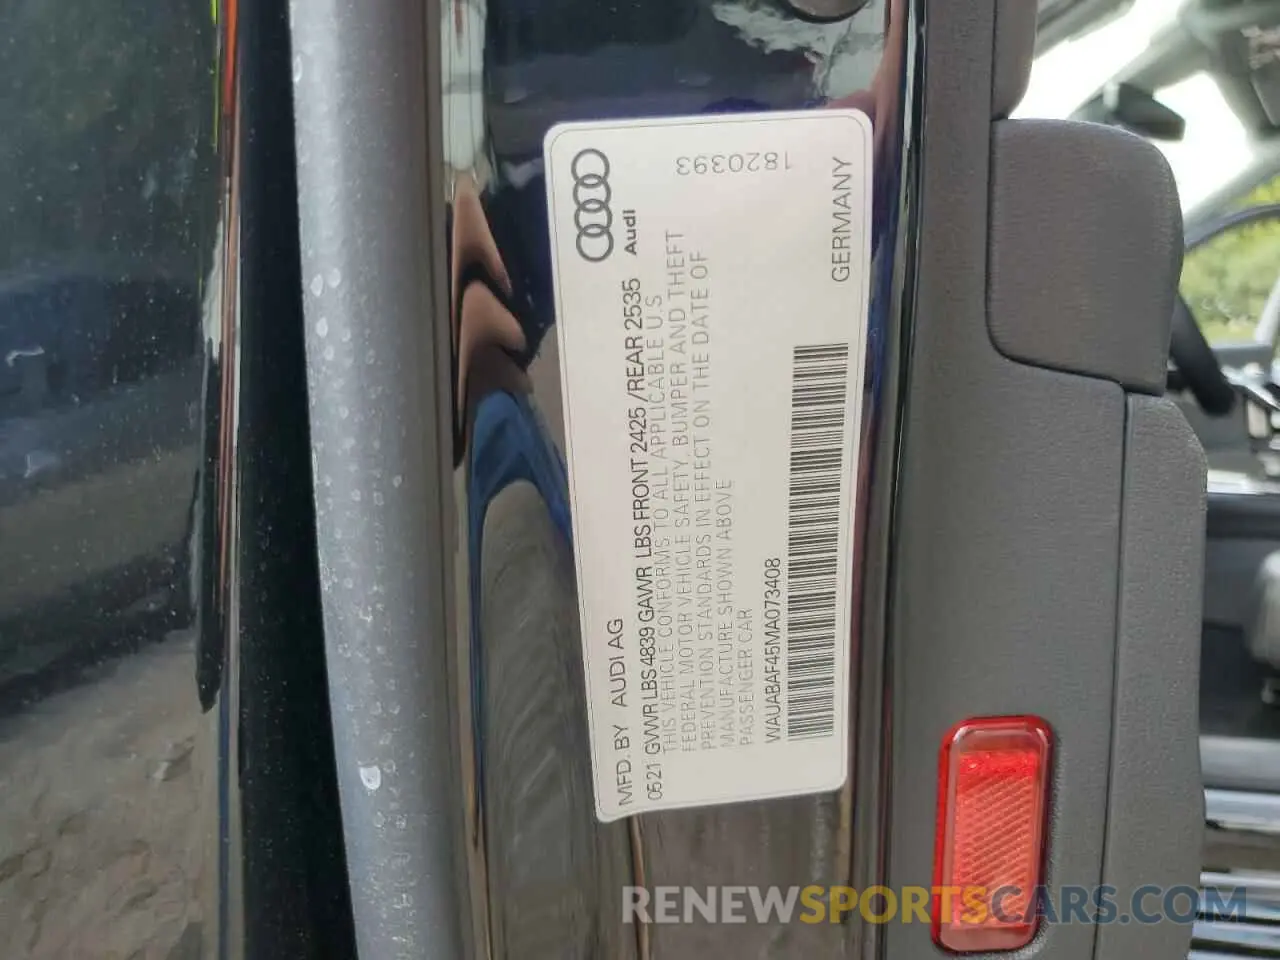 MFD. BY AUDI AG
Audi
1820393
0521 GVWR LBS 4839 GAWR LBS FRONT 2425 /REAR 2535
THIS VEHICLE CONFORMS TO ALL APPLICABLE U.S
FEDERAL MOTOR VEHICLE SAFETY, BUMPER AND THEFT
PREVENTION STANDARDS IN EFFECT ON THE DATE OF
MANUFACTURE SHOWN ABOVE
PASSENGER CAR
WAUABAF45MA073408
GERMANY
RENEWSPORTSCARS.COM